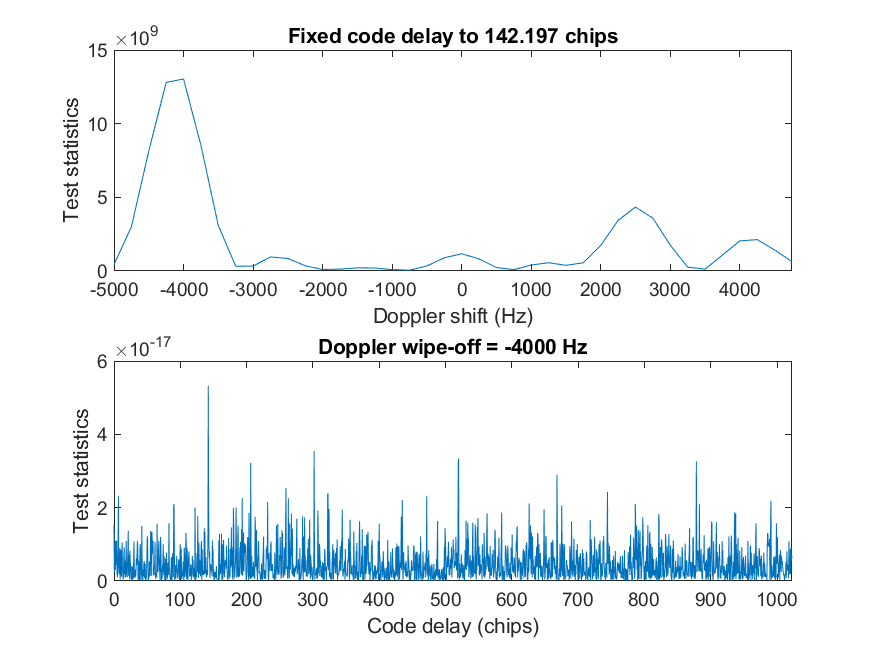 Fixed code delay to 142.197 chips
×10^9
15
10
5
0
Test statistics
-5000 -4000 -3000 -2000 -1000 0 1000 2000 3000 4000
Doppler shift (Hz)
Doppler wipe-off = -4000 Hz
×10^-17
6
4
2
0
Test statistics
0 100 200 300 400 500 600 700 800 900 1000
Code delay (chips)